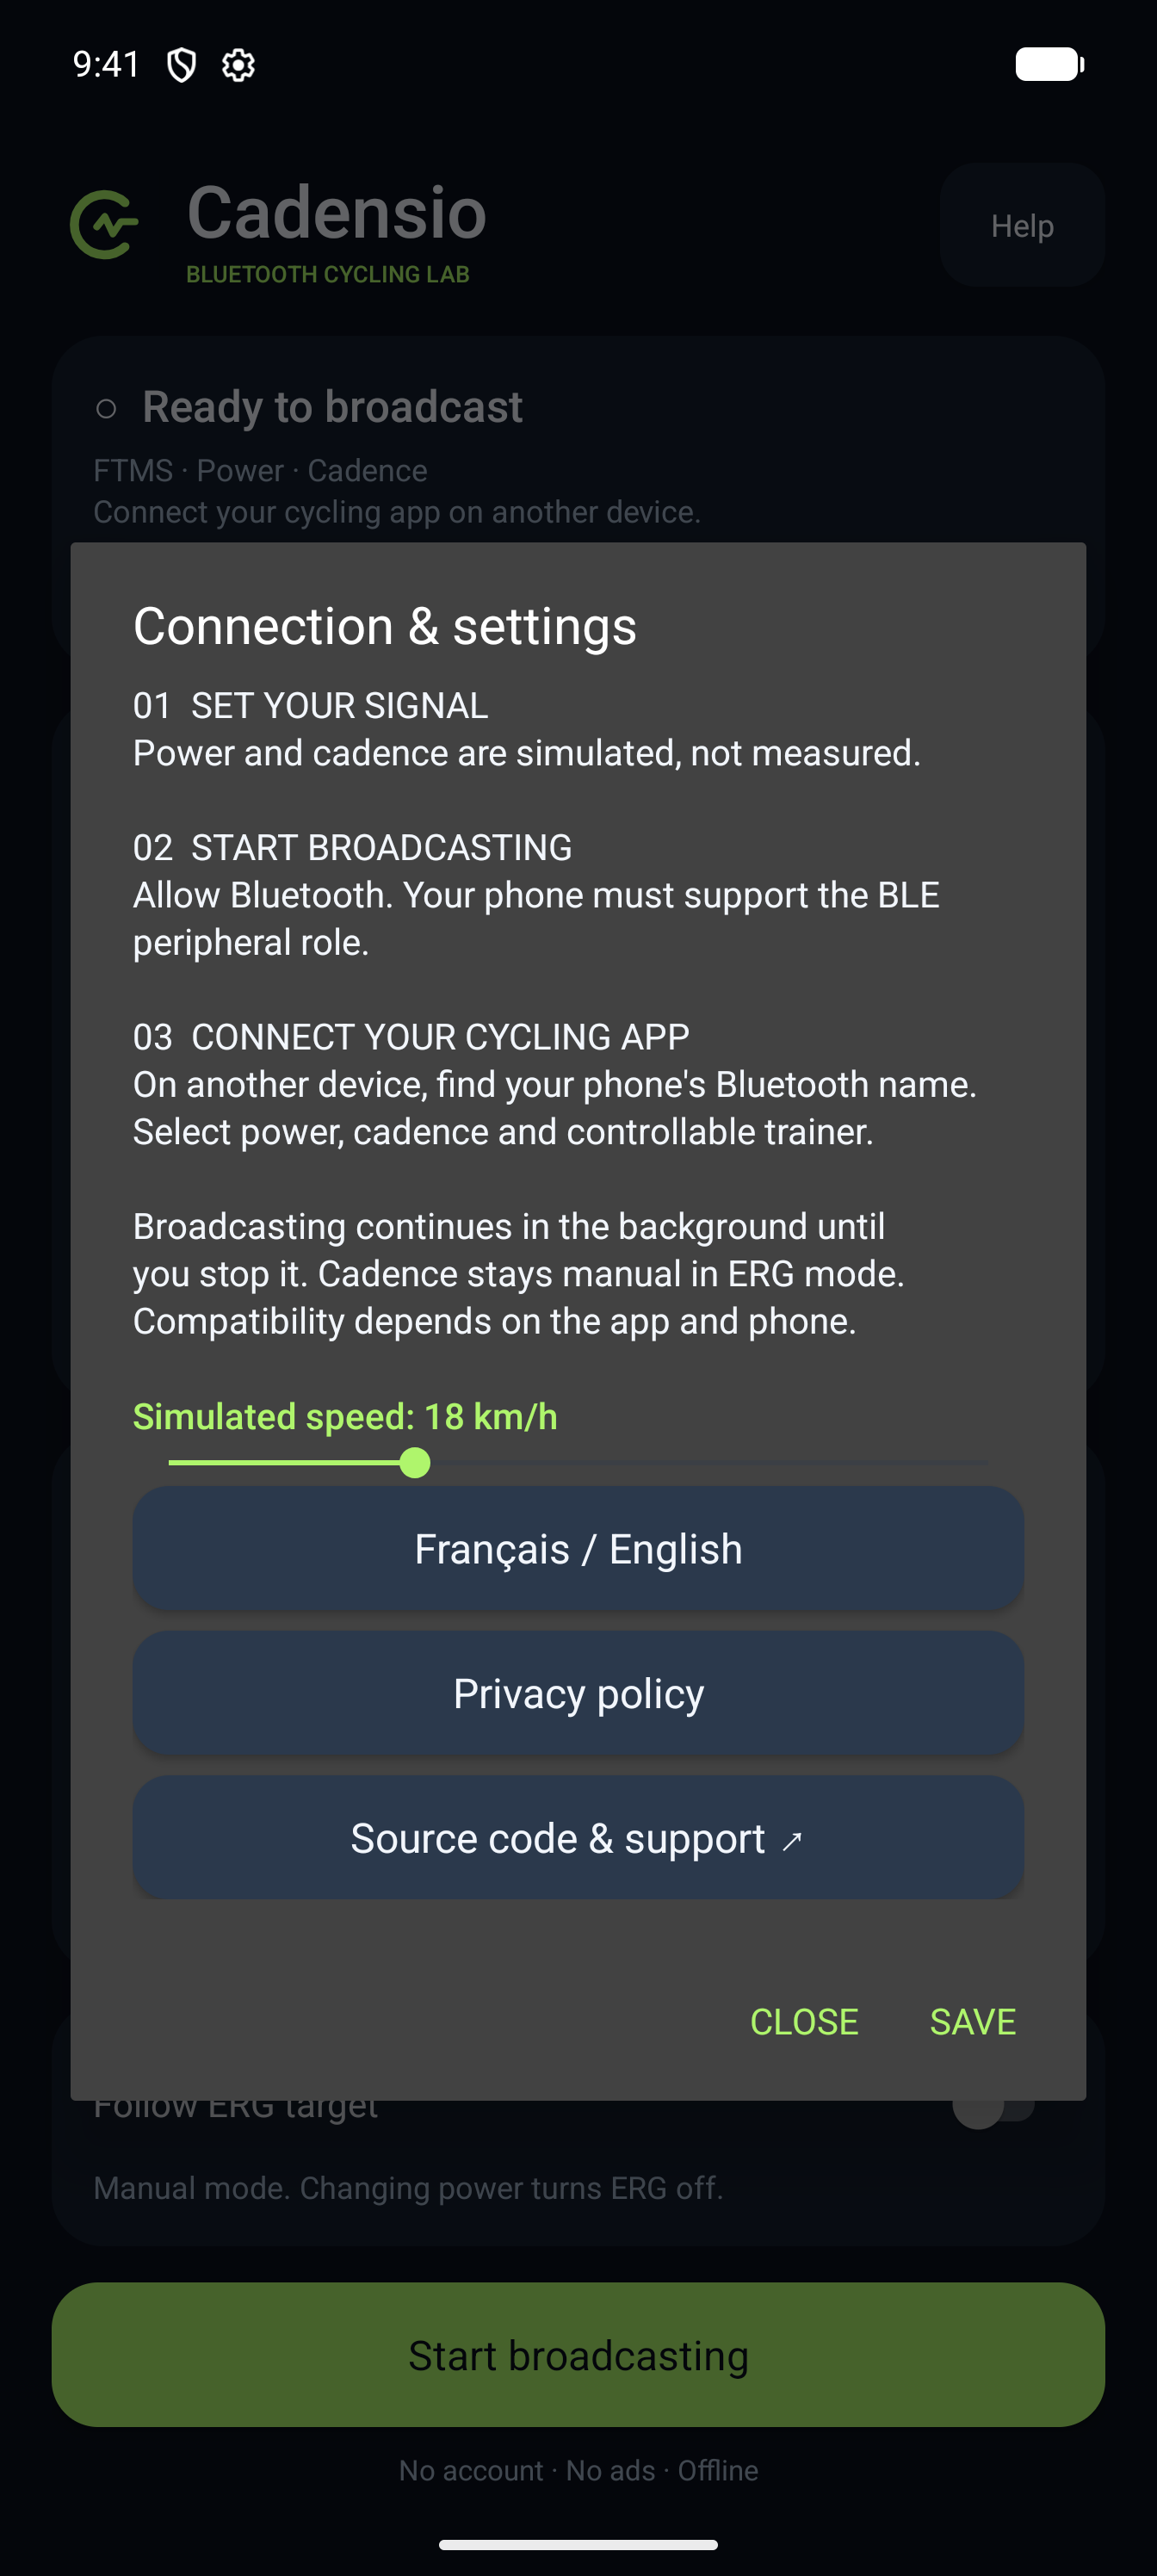 9:41
Cadensio
BLUETOOTH CYCLING LAB
Help
Ready to broadcast
FTMS · Power · Cadence
Connect your cycling app on another device.
Connection & settings
01 SET YOUR SIGNAL
Power and cadence are simulated, not measured.
02 START BROADCASTING
Allow Bluetooth. Your phone must support the BLE
peripheral role.
03 CONNECT YOUR CYCLING APP
On another device, find your phone's Bluetooth name.
Select power, cadence and controllable trainer.
Broadcasting continues in the background until
you stop it. Cadence stays manual in ERG mode.
Compatibility depends on the app and phone.
Simulated speed: 18 km/h
Français / English
Privacy policy
Source code & support ↗
CLOSE SAVE
Follow ERG target
Manual mode. Changing power turns ERG off.
Start broadcasting
No account · No ads · Offline